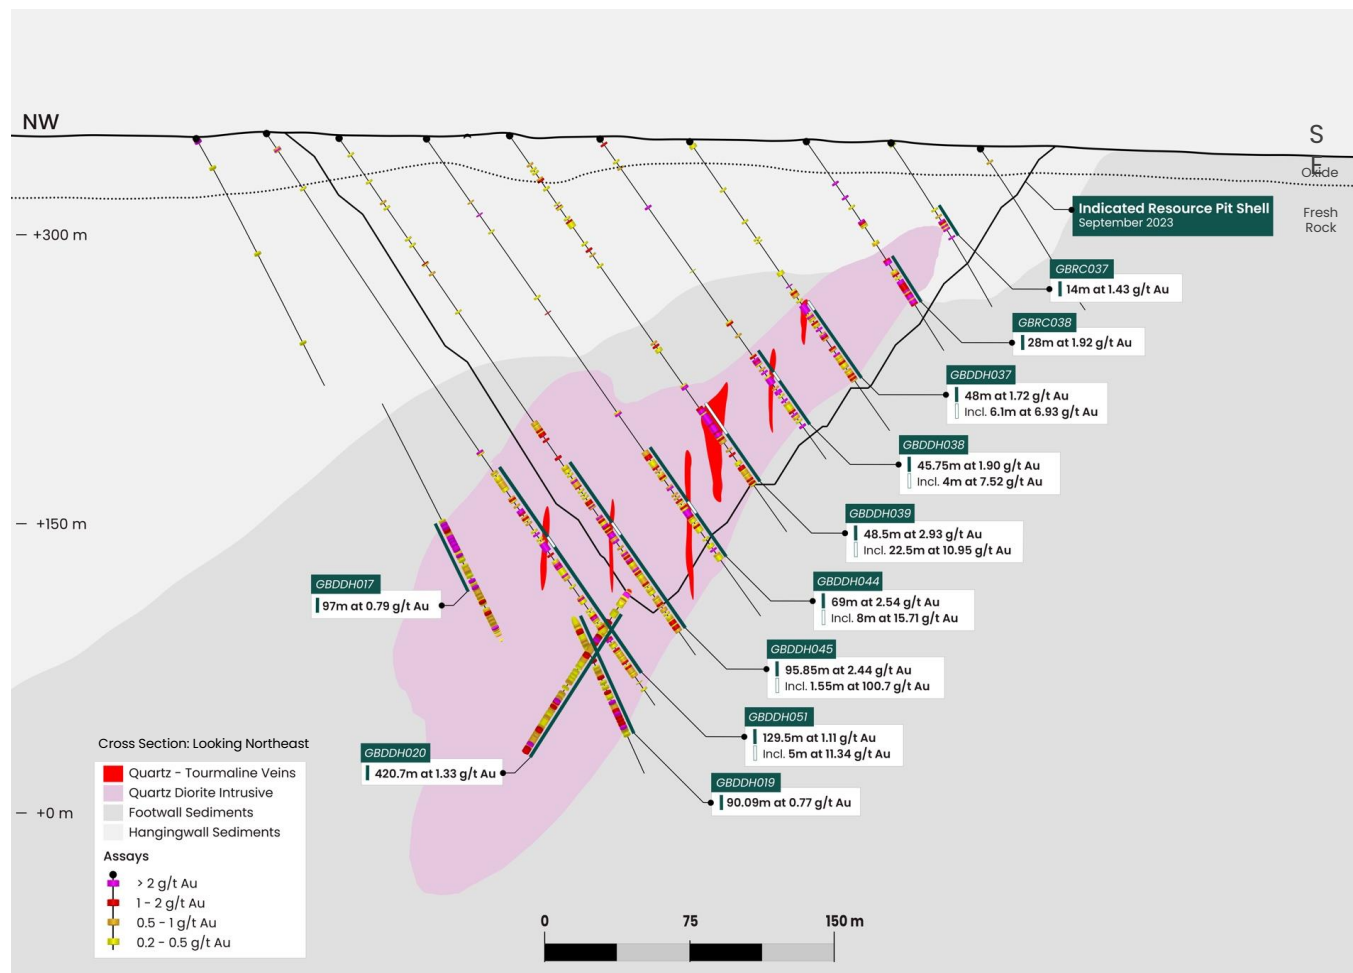 NW
S
E
Oxide
Indicated Resource Pit Shell
September 2023
Fresh
Rock
+300 m
GBRC037
14m at 1.43 g/t Au
GBRC038
28m at 1.92 g/t Au
GBDDH037
48m at 1.72 g/t Au
Incl. 6.1m at 6.93 g/t Au
GBDDH038
45.75m at 1.90 g/t Au
Incl. 4m at 7.52 g/t Au
+150 m
GBDDH039
48.5m at 2.93 g/t Au
Incl. 22.5m at 10.95 g/t Au
GBDDH017
97m at 0.79 g/t Au
GBDDH044
69m at 2.54 g/t Au
Incl. 8m at 15.71 g/t Au
GBDDH045
95.85m at 2.44 g/t Au
Incl. 1.55m at 100.7 g/t Au
GBDDH051
129.5m at 1.11 g/t Au
Incl. 5m at 11.34 g/t Au
GBDDH020
420.7m at 1.33 g/t Au
GBDDH019
90.09m at 0.77 g/t Au
+0 m
Cross Section: Looking Northeast
Quartz - Tourmaline Veins
Quartz Diorite Intrusive
Footwall Sediments
Hangingwall Sediments
Assays
> 2 g/t Au
1 - 2 g/t Au
0.5 - 1 g/t Au
0.2 - 0.5 g/t Au
0 75 150 m